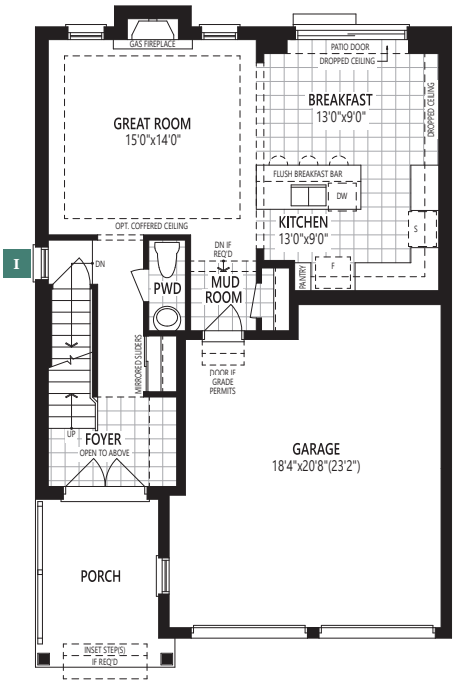 GAS FIREPLACE
PATIO DOOR
DROPPED CEILING
DROPPED CEILING
BREAKFAST
13'0"x9'0"
GREAT ROOM
15'0"x14'0"
FLUSH BREAKFAST BAR
DW
OPT. COFFERED CEILING
KITCHEN
13'0"x9'0"
S
I
DN
DN IF
REQ'D
PANTRY
F
PWD
MUD
ROOM
MIRRORED SLIDERS
DOOR IF
GRADE
PERMITS
UP
FOYER
OPEN TO ABOVE
GARAGE
18'4"x20'8"(23'2")
PORCH
INSET STEP(S)
IF REQ'D